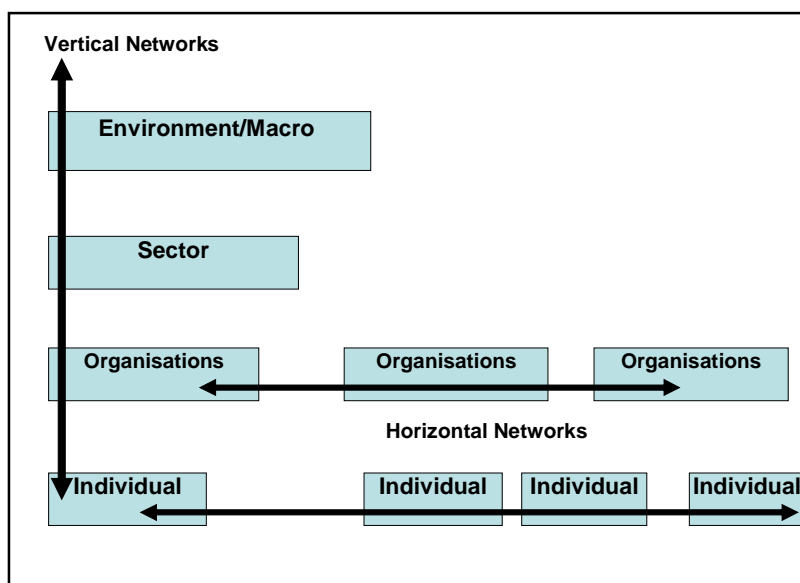 Vertical Networks
Environment/Macro
Sector
Organisations Organisations Organisations
Horizontal Networks
Individual Individual Individual Individual